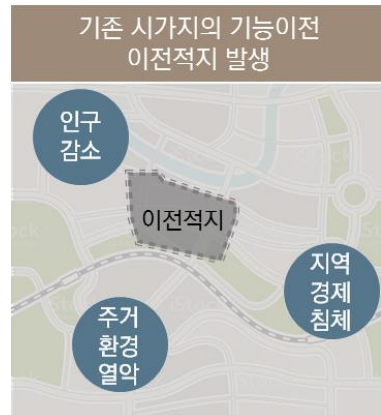 기존 시가지의 기능이전
이전적지 발생
인구
감소
이전적지
지역
경제
침체
주거
환경
열악